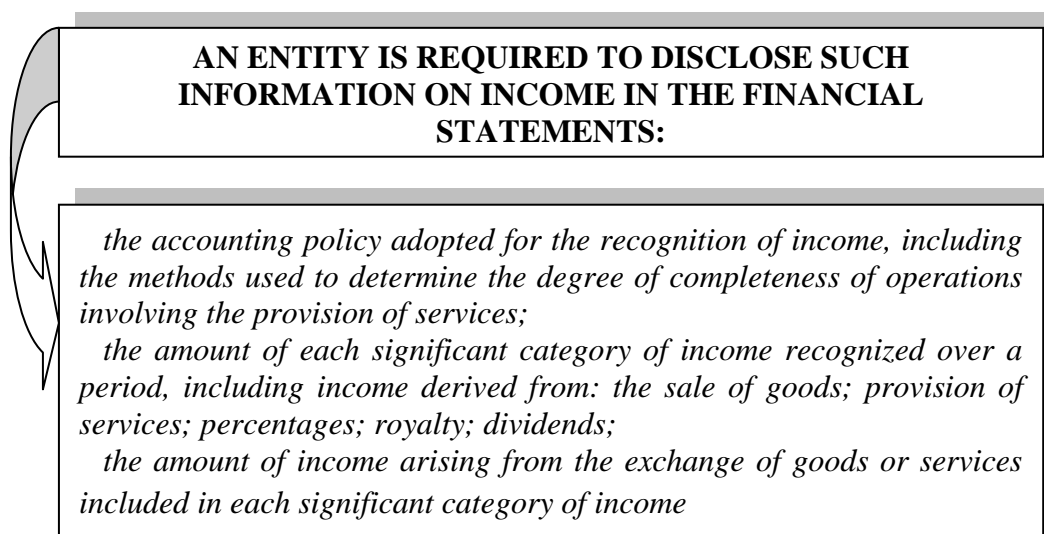 AN ENTITY IS REQUIRED TO DISCLOSE SUCH
INFORMATION ON INCOME IN THE FINANCIAL
STATEMENTS:
the accounting policy adopted for the recognition of income, including
the methods used to determine the degree of completeness of operations
involving the provision of services;
the amount of each significant category of income recognized over a
period, including income derived from: the sale of goods; provision of
services; percentages; royalty; dividends;
the amount of income arising from the exchange of goods or services
included in each significant category of income